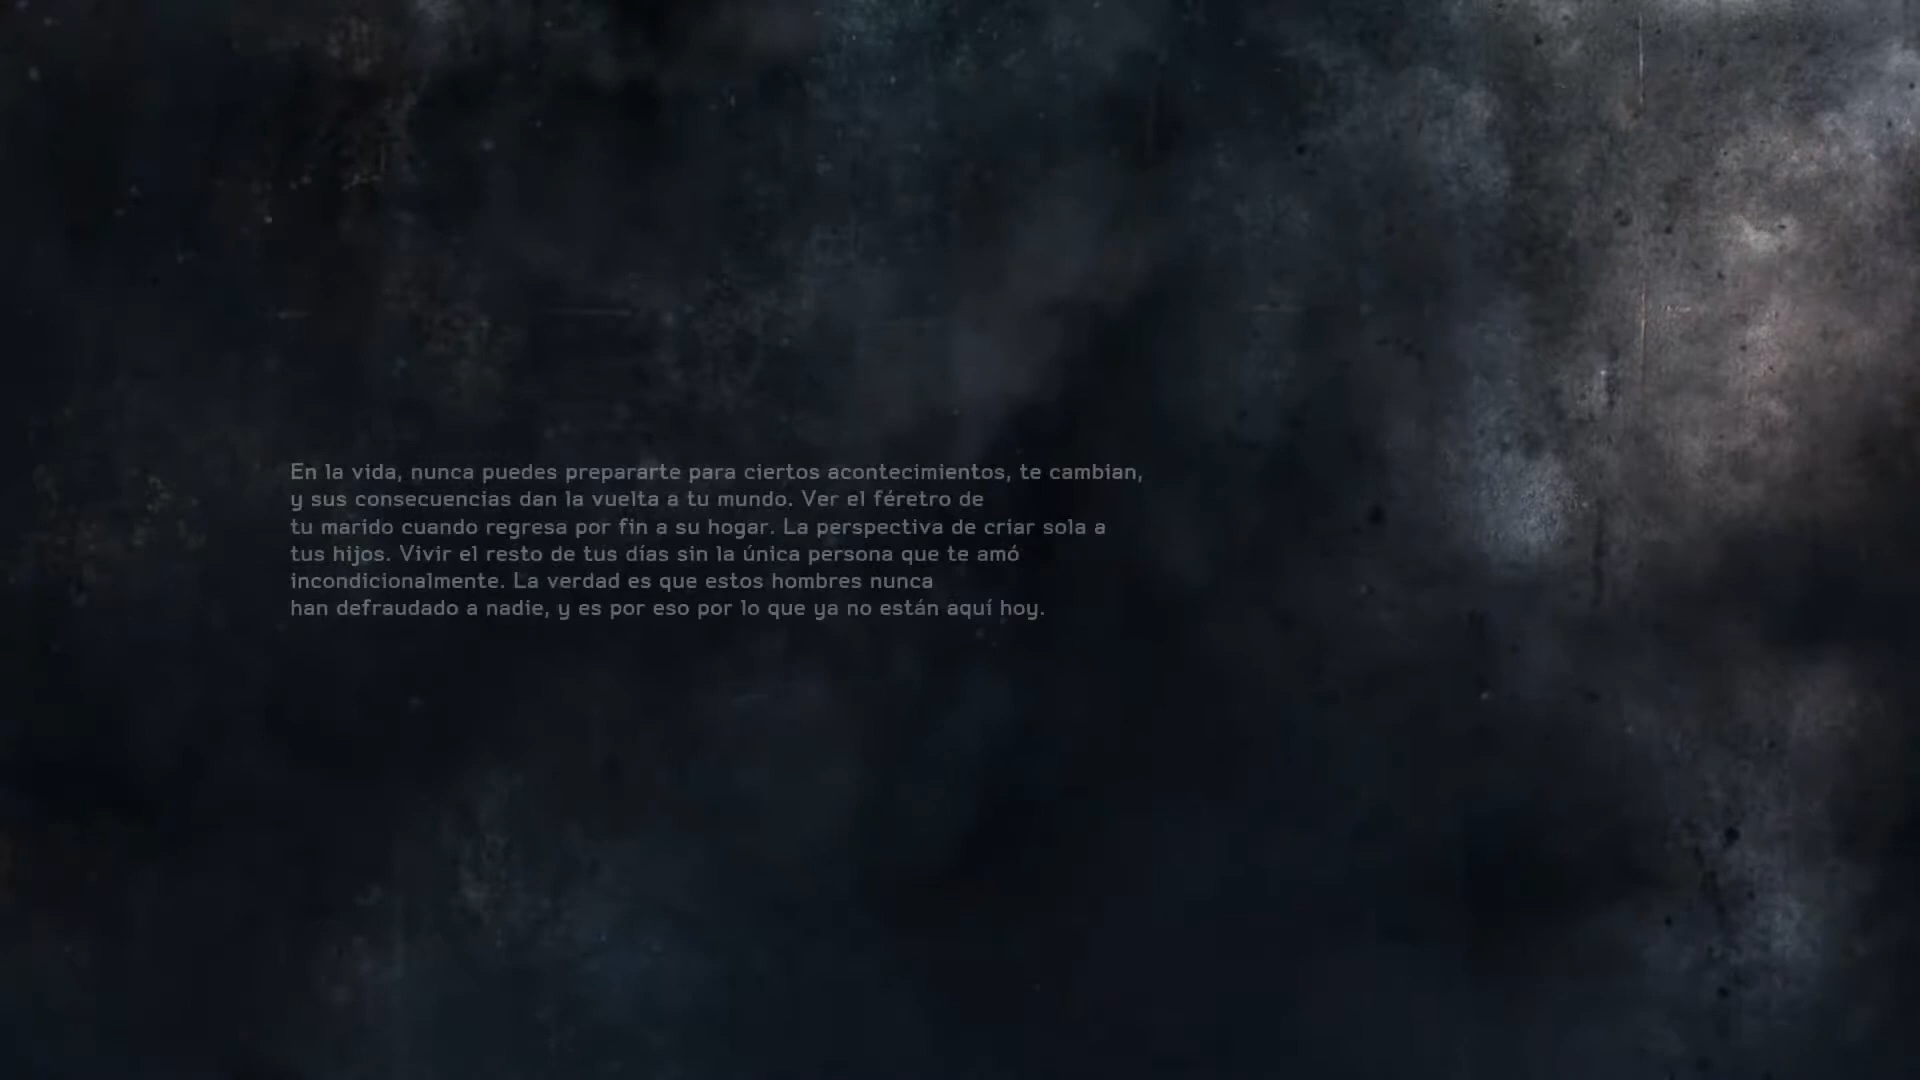 En la vida, nunca puedes prepararte para ciertos acontecimientos, te cambian,
y sus consecuencias dan la vuelta a tu mundo. Ver el féretro de
tu marido cuando regresa por fin a su hogar. La perspectiva de criar sola a
tus hijos. Vivir el resto de tus días sin la única persona que te amó
incondicionalmente. La verdad es que estos hombres nunca
han defraudado a nadie, y es por eso por lo que ya no están aquí hoy.